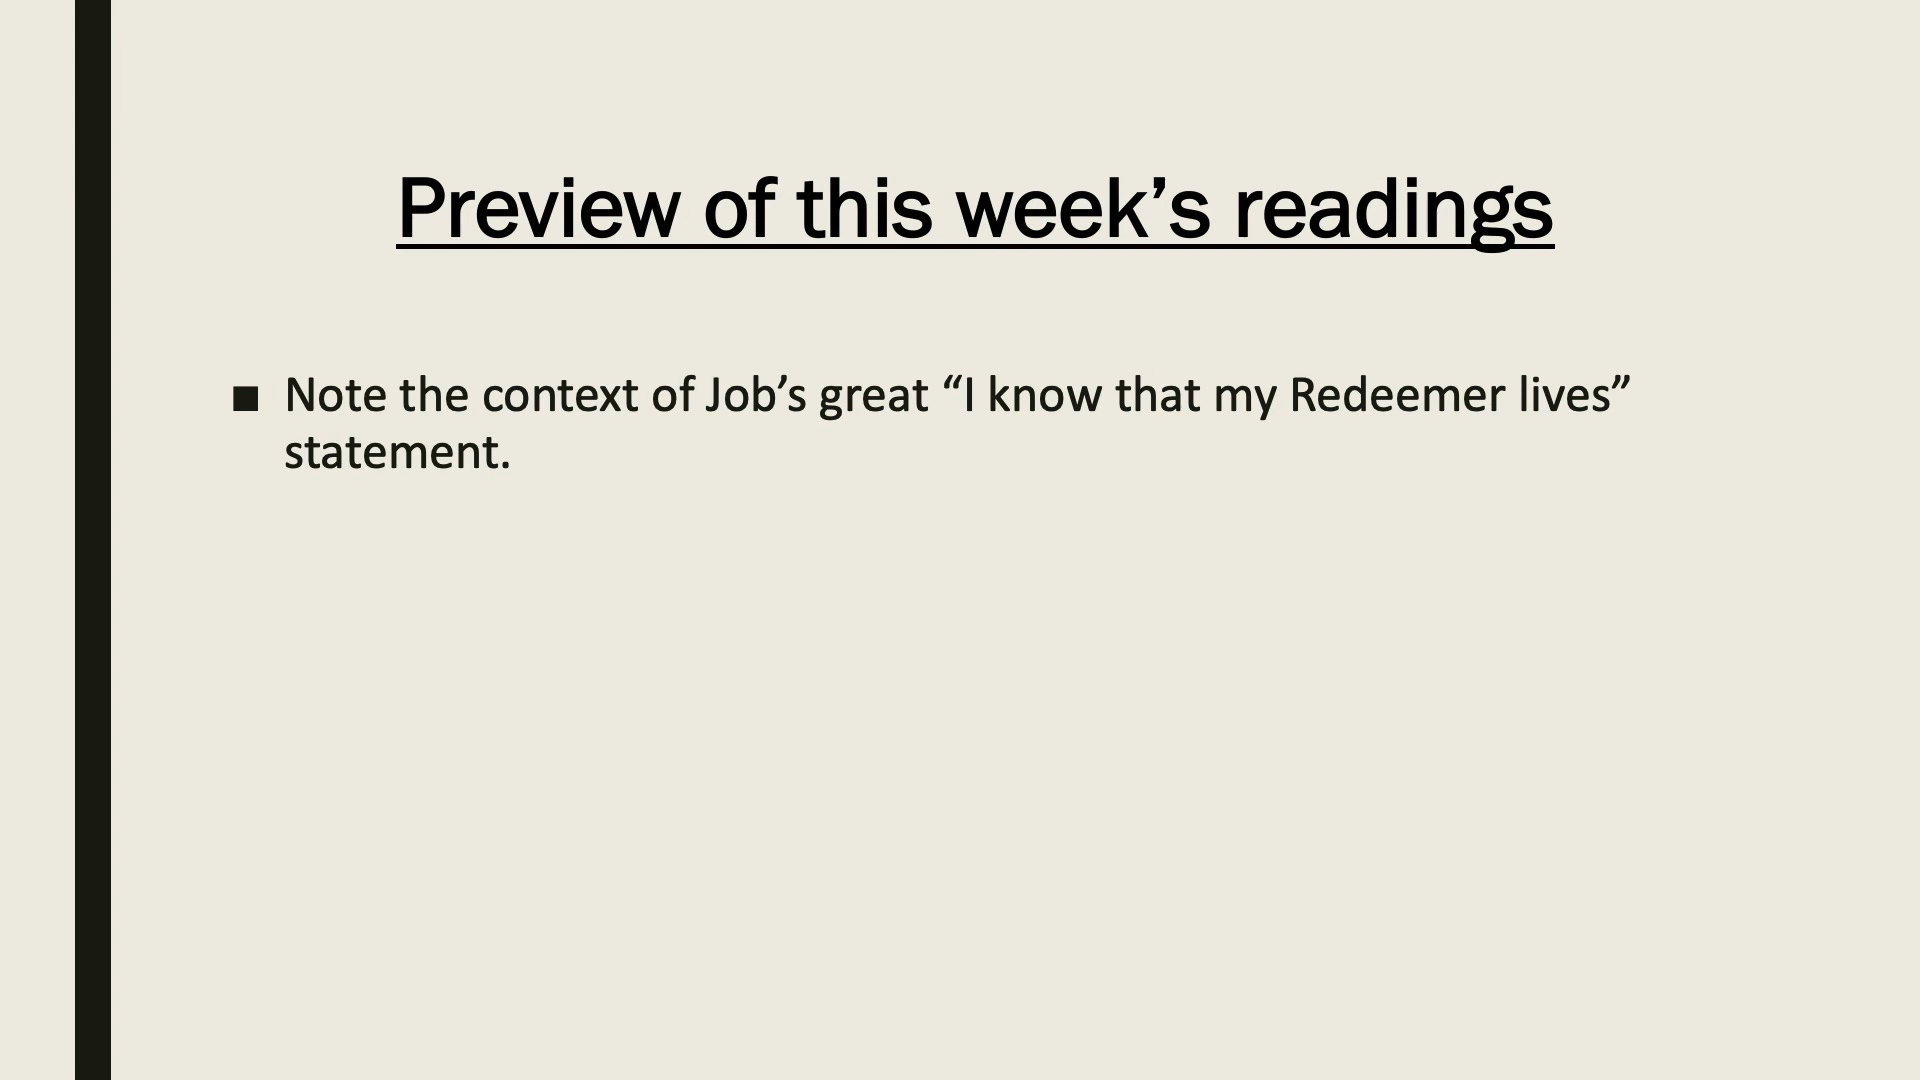 Preview of this week’s readings
■ Note the context of Job’s great “I know that my Redeemer lives”
statement.